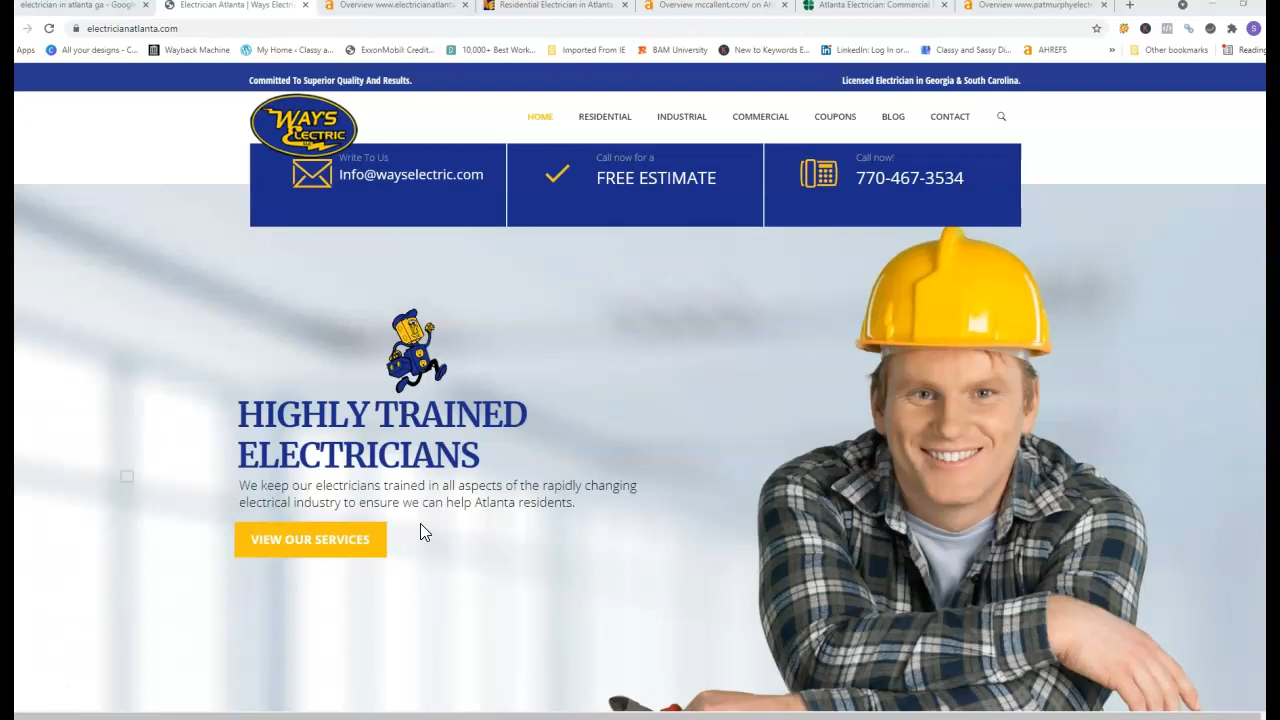 electrician in atlanta ga - Goog
Electrician Atlanta | Ways Electri
Overview www.electricianatlanta
Residential Electrician in Atlanta
Overview mccallent.com/ on Ah
Atlanta Electrician: Commercial
Overview www.patmurphyelectr
electricianatlanta.com
Apps
All your designs - C...
Wayback Machine
My Home ‹ Classy a...
ExxonMobil Credit...
10,000+ Best Work...
Imported From IE
BAM University
New to Keywords E...
LinkedIn: Log In or...
Classy and Sassy Di...
AHREFS
»
Other bookmarks
Reading
Committed To Superior Quality And Results.
Licensed Electrician in Georgia & South Carolina.
WAYS
ELECTRIC
HOME
RESIDENTIAL
INDUSTRIAL
COMMERCIAL
COUPONS
BLOG
CONTACT
Write To Us
Info@wayselectric.com
Call now for a
FREE ESTIMATE
Call now!
770-467-3534
HIGHLY TRAINED
ELECTRICIANS
We keep our electricians trained in all aspects of the rapidly changing
electrical industry to ensure we can help Atlanta residents.
VIEW OUR SERVICES